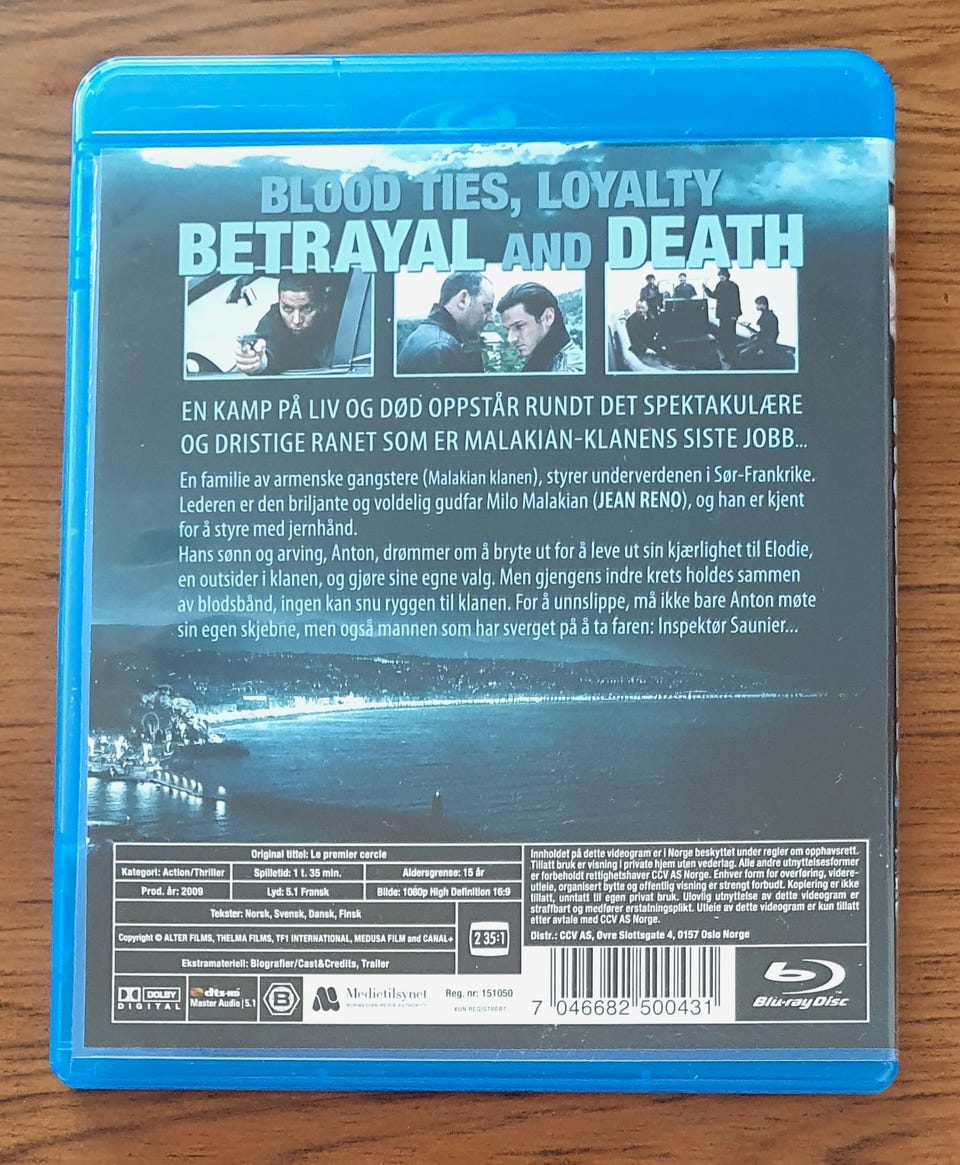 BLOOD TIES, LOYALTY
BETRAYAL AND DEATH
EN KAMP PÅ LIV OG DØD OPPSTÅR RUNDT DET SPEKTAKULÆRE
OG DRISTIGE RANET SOM ER MALAKIAN-KLANENS SISTE JOBB...
En familie av armenske gangstere (Malakian klanen), styrer underverdenen i Sør-Frankrike.
Lederen er den briljante og voldelig gudfar Milo Malakian (JEAN RENO), og han er kjent
for å styre med jernhånd.
Hans sønn og arving, Anton, drømmer om å bryte ut for å leve ut sin kjærlighet til Elodie,
en outsider i klanen, og gjøre sine egne valg. Men gjengens indre krets holdes sammen
av blodsbånd, ingen kan snu ryggen til klanen. For å unnslippe, må ikke bare Anton møte
sin egen skjebne, men også mannen som har sverget på å ta faren: Inspektør Saunier...
Original tittel: Le premier cercle
Kategori: Action/Thriller
Spilletid: 1 t. 35 min.
Aldersgrense: 15 år
Prod. år: 2009
Lyd: 5.1 Fransk
Bilde: 1080p High Definition 16:9
Tekster: Norsk, Svensk, Dansk, Finsk
Copyright © ALTER FILMS, THELMA FILMS, TF1 INTERNATIONAL, MEDUSA FILM and CANAL+
Ekstramateriell: Biografier/Cast&Credits, Trailer
2 35:1
Innholdet på dette videogram er i Norge beskyttet under regler om opphavsrett.
Tillatt bruk er visning i private hjem uten vederlag. Alle andre utnyttelsesformer
er forbeholdt rettighetshaver CCV AS Norge. Enhver form for overføring, videre-
utleie, organisert bytte og offentlig visning er strengt forbudt. Kopiering er ikke
tillatt, unntatt til egen privat bruk. Ulovlig utnyttelse av dette videogram er
straffbart og medfører erstatningsplikt. Utleie av dette videogram er kun tillatt
etter avtale med CCV AS Norge.
Distr.: CCV AS, Øvre Slottsgate 4, 0157 Oslo Norge
DOLBY
DIGITAL
dts-HD
Master Audio 5.1
B
Medietilsynet
NORWEGIAN MEDIA AUTHORITY
Reg. nr: 151050
KUN REGISTRERT
7 046682 500431
Blu-ray Disc
TM